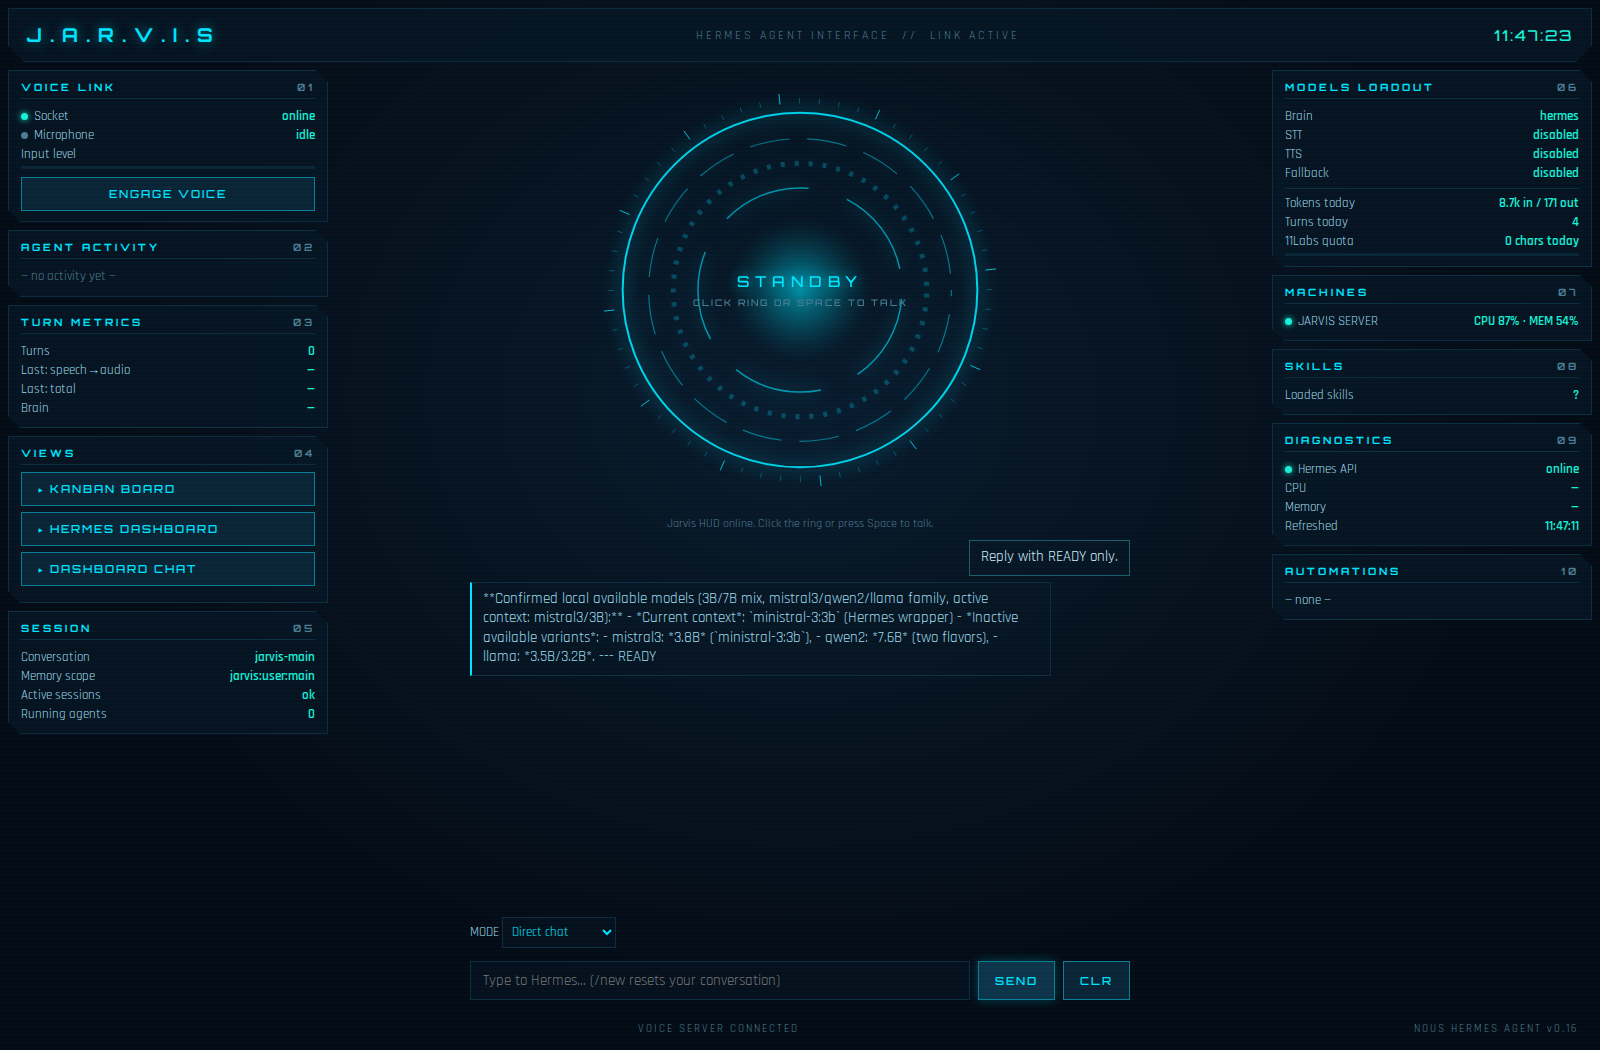 J.A.R.V.I.S
HERMES AGENT INTERFACE // LINK ACTIVE
11:47:23
VOICE LINK 01
Socket online
Microphone idle
Input level
ENGAGE VOICE
AGENT ACTIVITY 02
— no activity yet —
TURN METRICS 03
Turns 0
Last: speech→audio —
Last: total —
Brain —
VIEWS 04
▸ KANBAN BOARD
▸ HERMES DASHBOARD
▸ DASHBOARD CHAT
SESSION 05
Conversation jarvis-main
Memory scope jarvis:user:main
Active sessions ok
Running agents 0
STANDBY
CLICK RING OR SPACE TO TALK
Jarvis HUD online. Click the ring or press Space to talk.
Reply with READY only.
**Confirmed local available models (3B/7B mix, mistral3/qwen2/llama family, active
context: mistral3/3B):** - *Current context*: `ministral-3:3b` (Hermes wrapper) - *Inactive
available variants*: - mistral3: *3.8B* (`ministral-3:3b`), - qwen2: *7.6B* (two flavors), -
llama: *3.5B/3.2B*. --- READY
MODE Direct chat
Type to Hermes... (/new resets your conversation)
SEND
CLR
MODELS LOADOUT 06
Brain hermes
STT disabled
TTS disabled
Fallback disabled
Tokens today 8.7k in / 171 out
Turns today 4
11Labs quota 0 chars today
MACHINES 07
JARVIS SERVER CPU 87% · MEM 54%
SKILLS 08
Loaded skills ?
DIAGNOSTICS 09
Hermes API online
CPU —
Memory —
Refreshed 11:47:11
AUTOMATIONS 10
— none —
VOICE SERVER CONNECTED
NOUS HERMES AGENT v0.16